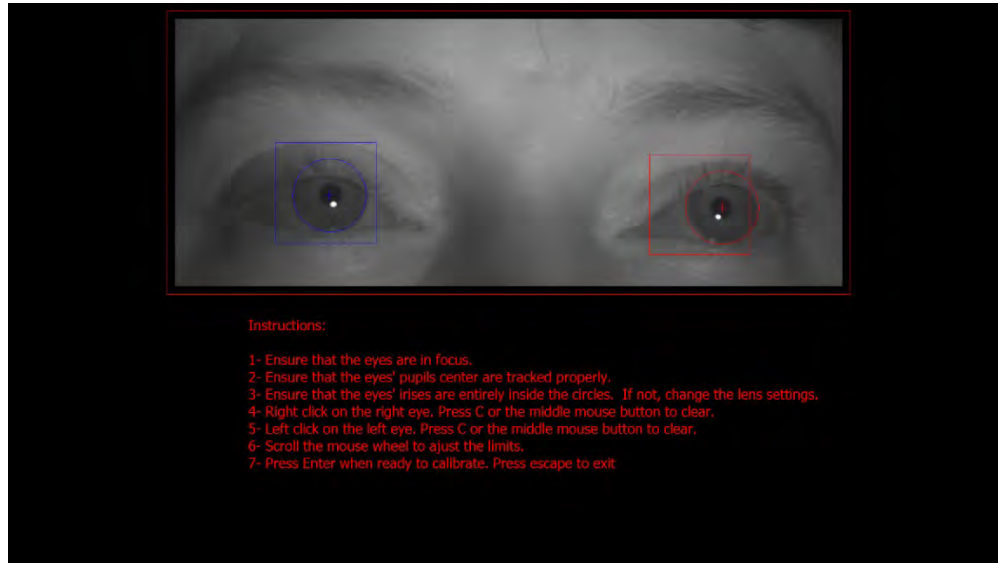 Instructions:
1- Ensure that the eyes are in focus.
2- Ensure that the eyes' pupils center are tracked properly.
3- Ensure that the eyes' irises are entirely inside the circles.  If not, change the lens settings.
4- Right click on the right eye. Press C or the middle mouse button to clear.
5- Left click on the left eye. Press C or the middle mouse button to clear.
6- Scroll the mouse wheel to ajust the limits.
7- Press Enter when ready to calibrate. Press escape to exit